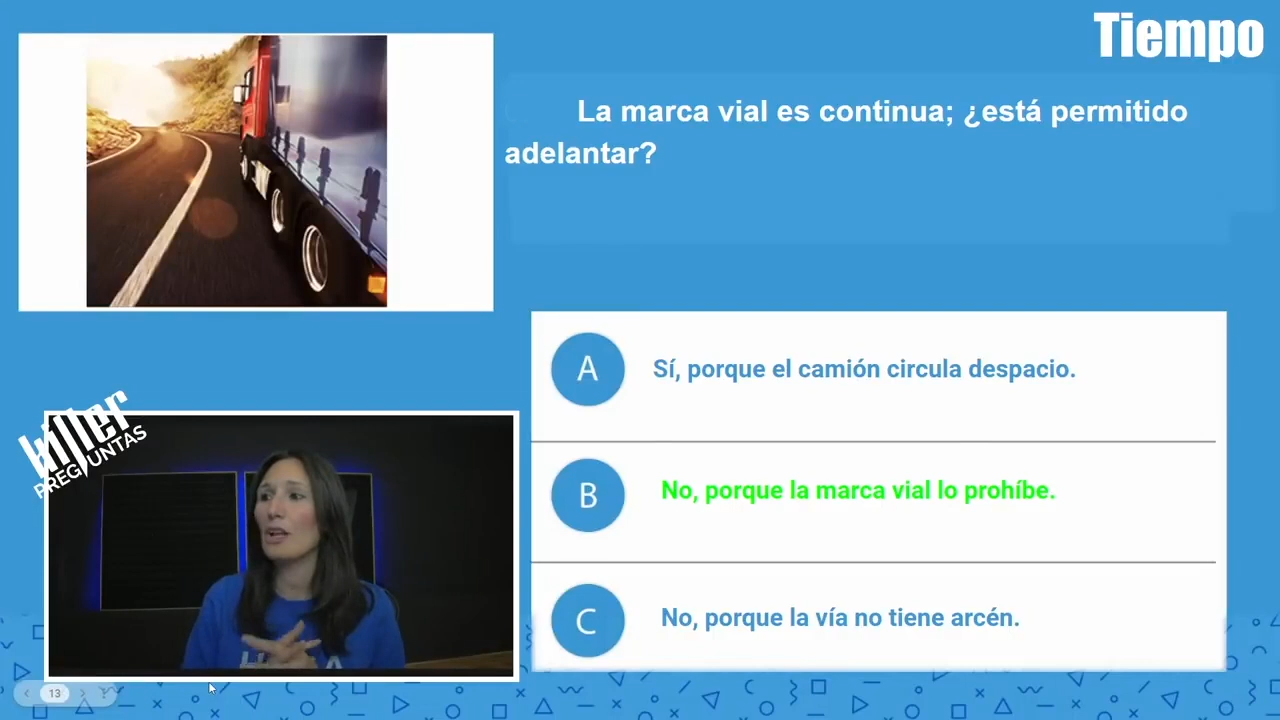 Tiempo
La marca vial es continua; ¿está permitido
adelantar?
A
Sí, porque el camión circula despacio.
B
No, porque la marca vial lo prohíbe.
C
No, porque la vía no tiene arcén.
killer
PREGUNTAS
13